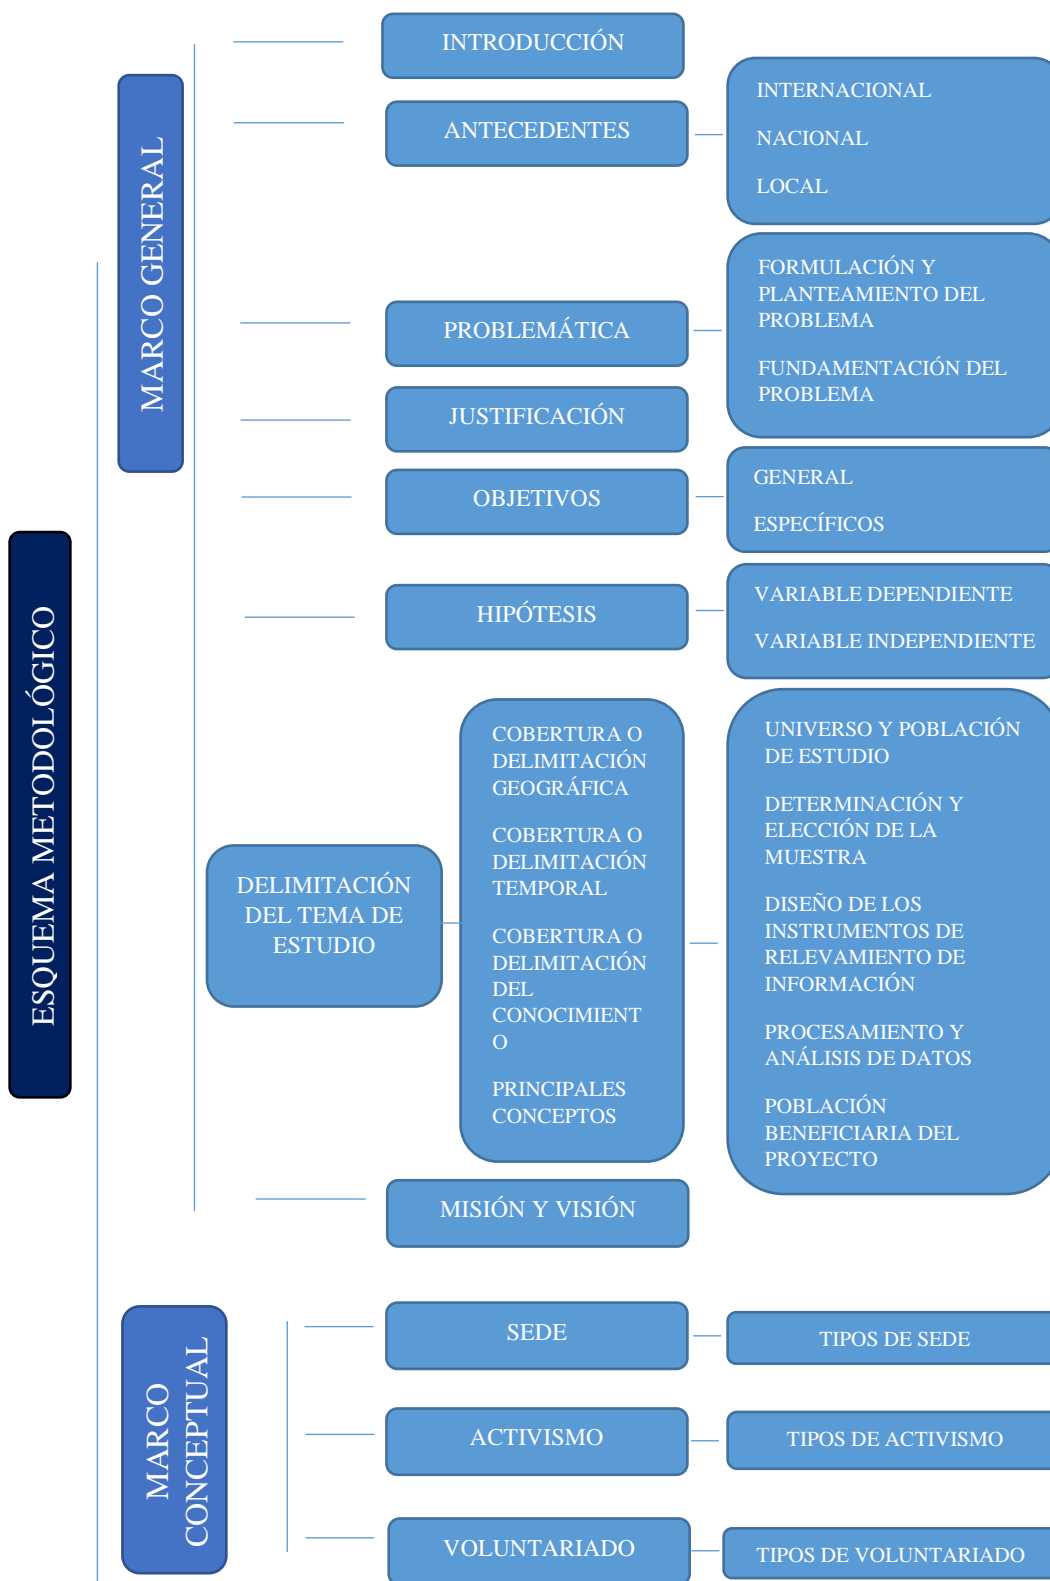 ESQUEMA METODOLÓGICO
MARCO GENERAL
INTRODUCCIÓN
ANTECEDENTES
INTERNACIONAL
NACIONAL
LOCAL
PROBLEMÁTICA
FORMULACIÓN Y
PLANTEAMIENTO DEL
PROBLEMA
FUNDAMENTACIÓN DEL
PROBLEMA
JUSTIFICACIÓN
OBJETIVOS
GENERAL
ESPECÍFICOS
HIPÓTESIS
VARIABLE DEPENDIENTE
VARIABLE INDEPENDIENTE
DELIMITACIÓN
DEL TEMA DE
ESTUDIO
COBERTURA O
DELIMITACIÓN
GEOGRÁFICA
COBERTURA O
DELIMITACIÓN
TEMPORAL
COBERTURA O
DELIMITACIÓN
DEL
CONOCIMIENT
O
PRINCIPALES
CONCEPTOS
UNIVERSO Y POBLACIÓN
DE ESTUDIO
DETERMINACIÓN Y
ELECCIÓN DE LA
MUESTRA
DISEÑO DE LOS
INSTRUMENTOS DE
RELEVAMIENTO DE
INFORMACIÓN
PROCESAMIENTO Y
ANÁLISIS DE DATOS
POBLACIÓN
BENEFICIARIA DEL
PROYECTO
MISIÓN Y VISIÓN
MARCO
CONCEPTUAL
SEDE
TIPOS DE SEDE
ACTIVISMO
TIPOS DE ACTIVISMO
VOLUNTARIADO
TIPOS DE VOLUNTARIADO